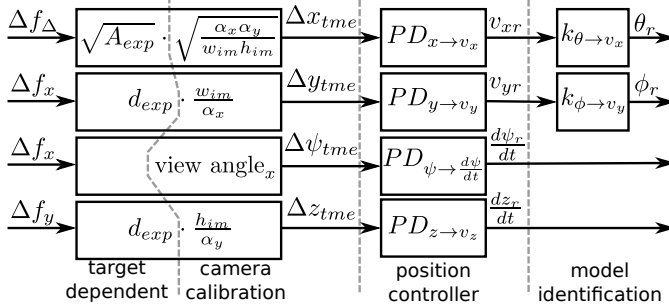 Δf_Δ √A_exp · √(α_x α_y / w_im h_im) Δx_tme PD_{x→v_x} v_xr k_{θ→v_x} θ_r
Δf_x d_exp · w_im/α_x Δy_tme PD_{y→v_y} v_yr k_{ϕ→v_y} ϕ_r
Δf_x view angle_x Δψ_tme PD_{ψ→dψ/dt} dψ_r/dt
Δf_y d_exp · h_im/α_y Δz_tme PD_{z→v_z} dz_r/dt
target dependent
camera calibration
position controller
model identification